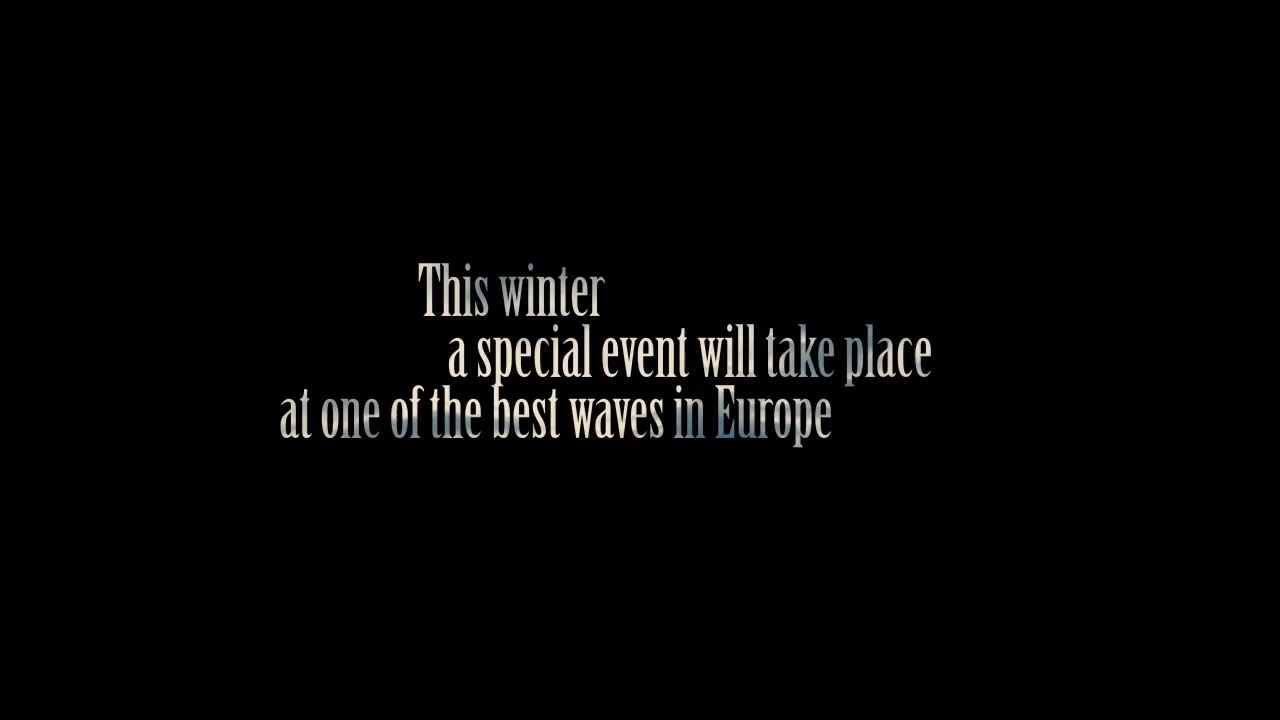 This winter
a special event will take place
at one of the best waves in Europe